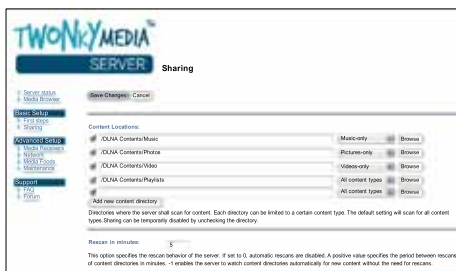 TWONKYMEDIA
SERVER
Sharing
Server status
Media Browser
Save Changes Cancel
Basic Setup
First steps
Sharing
Advanced Setup
Media Receivers
Network
Media Feeds
Maintenance
Support
FAQ
Forum
Content Locations:
/DLNA Contents/Music Music-only Browse
/DLNA Contents/Photos Pictures-only Browse
/DLNA Contents/Video Videos-only Browse
/DLNA Contents/Playlists All content types Browse
All content types Browse
Add new content directory
Directories where the server shall scan for content. Each directory can be limited to a certain content type. The default setting will scan for all content
types.Sharing can be temporarily disabled by unchecking the directory.
Rescan in minutes: 5
This option specifies the rescan behavior of the server. If set to 0, automatic rescans are disabled. A positive value specifies the period between rescans
of content directories in minutes. -1 enables the server to watch content directories automatically for new content without the need for rescans.